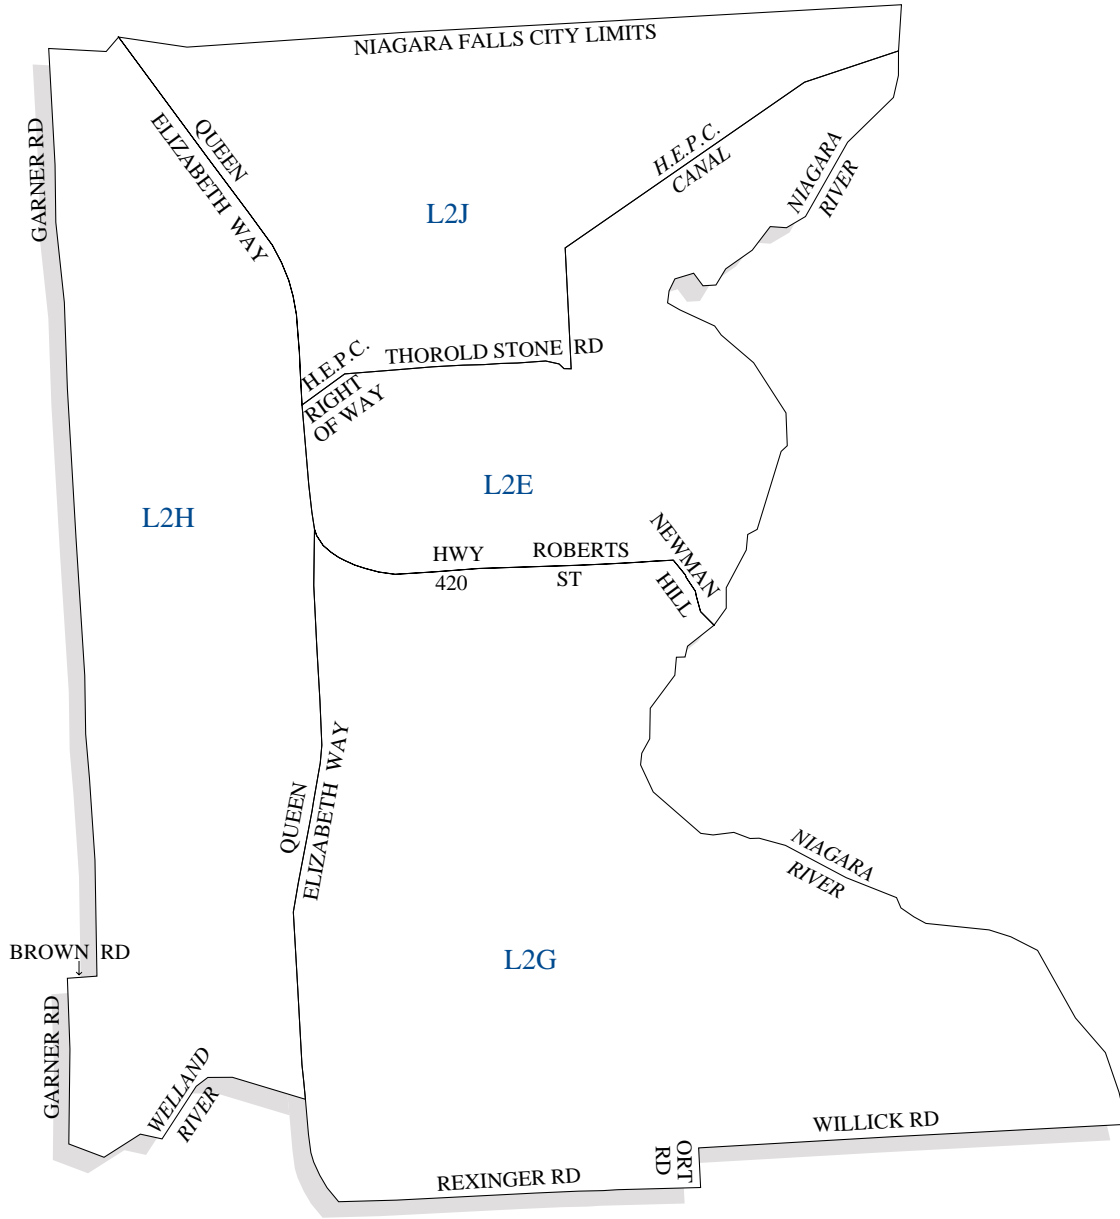 NIAGARA FALLS CITY LIMITS
GARNER RD
QUEEN
ELIZABETH WAY
H.E.P.C.
CANAL
NIAGARA
RIVER
L2J
H.E.P.C.
RIGHT
OF WAY
THOROLD STONE RD
L2E
L2H
HWY
420
ROBERTS
ST
NEWMAN
HILL
QUEEN
ELIZABETH WAY
NIAGARA
RIVER
BROWN RD
L2G
GARNER RD
WELLAND
RIVER
WILLICK RD
ORT
RD
REXINGER RD